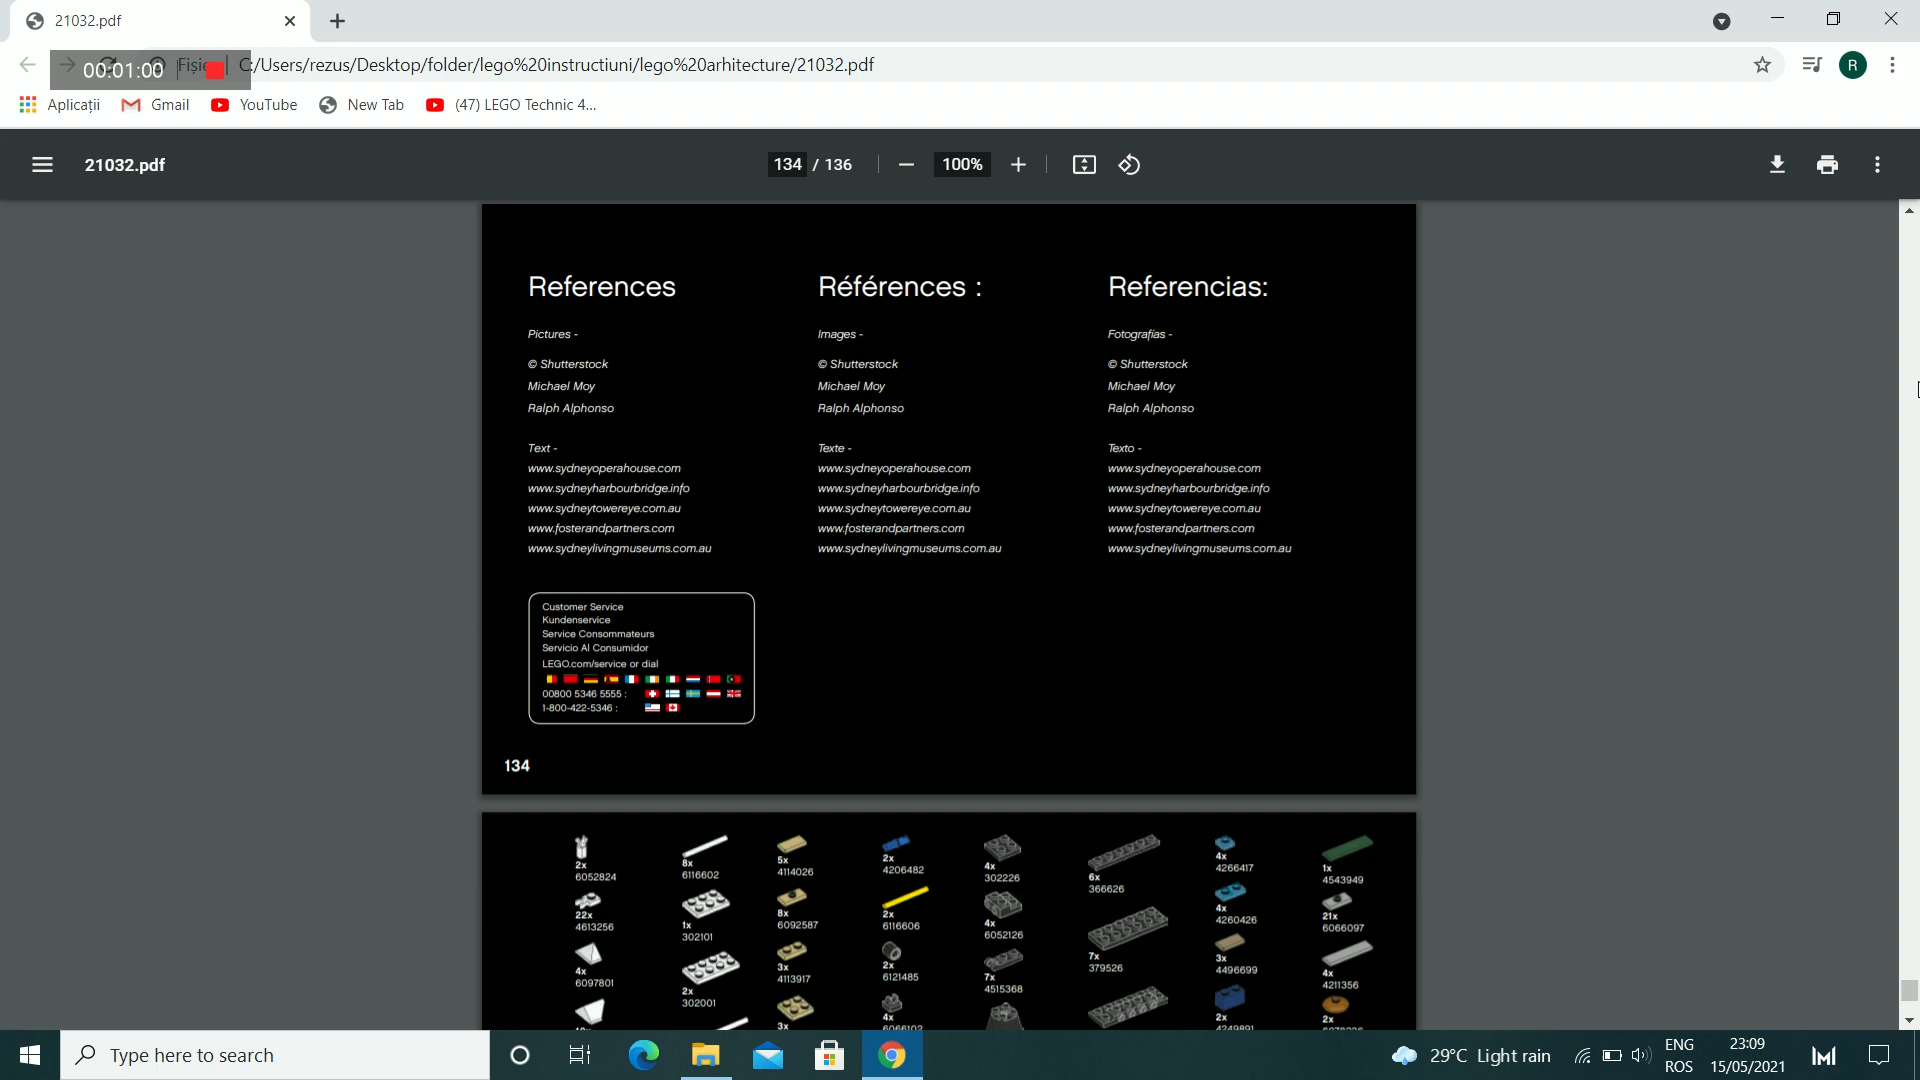 21032.pdf
00:01:00
C:/Users/rezus/Desktop/folder/lego%20instructiuni/lego%20arhitecture/21032.pdf
R
Aplicații Gmail YouTube New Tab (47) LEGO Technic 4...
21032.pdf 134 / 136 100%
References
Pictures -
© Shutterstock
Michael Moy
Ralph Alphonso
Text -
www.sydneyoperahouse.com
www.sydneyharbourbridge.info
www.sydneytowereye.com.au
www.fosterandpartners.com
www.sydneylivingmuseums.com.au
Références :
Images -
© Shutterstock
Michael Moy
Ralph Alphonso
Texte -
www.sydneyoperahouse.com
www.sydneyharbourbridge.info
www.sydneytowereye.com.au
www.fosterandpartners.com
www.sydneylivingmuseums.com.au
Referencias:
Fotografías -
© Shutterstock
Michael Moy
Ralph Alphonso
Texto -
www.sydneyoperahouse.com
www.sydneyharbourbridge.info
www.sydneytowereye.com.au
www.fosterandpartners.com
www.sydneylivingmuseums.com.au
Customer Service
Kundenservice
Service Consommateurs
Servicio Al Consumidor
LEGO.com/service or dial
00800 5346 5555 :
1-800-422-5346 :
134
2x
6052824
22x
4613256
4x
6097801
8x
6116602
1x
302101
2x
302001
5x
4114026
8x
6092587
3x
4113917
3x
2x
4206482
2x
6116606
2x
6121485
4x
4x
302226
4x
6052126
7x
4515368
6x
366626
7x
379526
4x
4266417
4x
4260426
3x
4496699
2x
1x
4543949
21x
6066097
4x
4211356
2x
Type here to search
29°C Light rain
ENG
ROS
23:09
15/05/2021